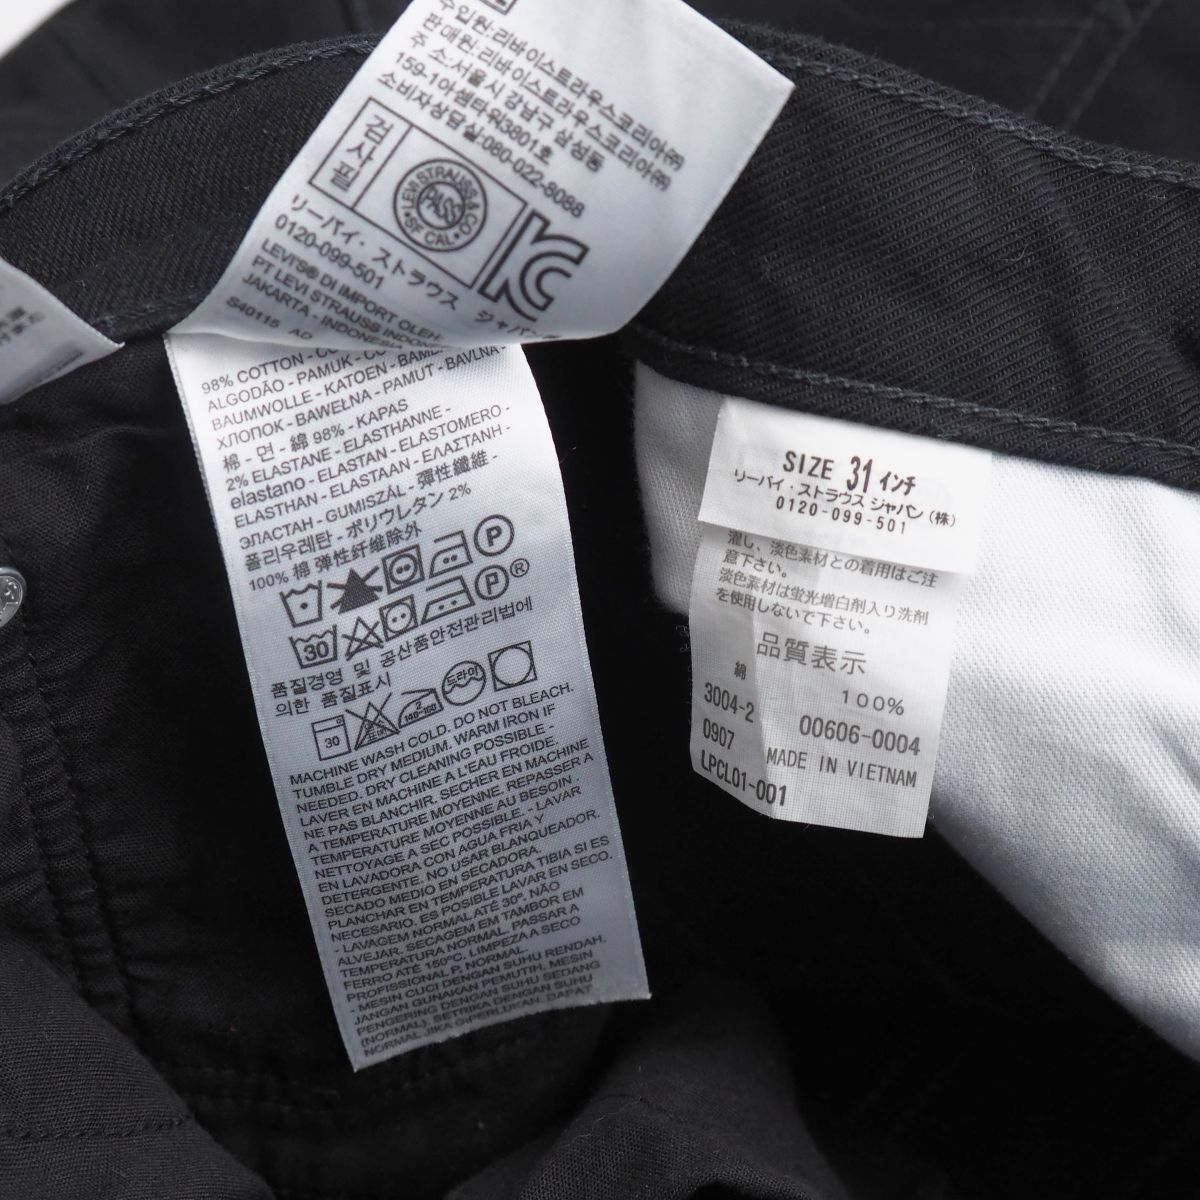 수입원:리바이스트라우스코리아㈜
판매원:리바이스트라우스코리아㈜
주 소:서울시 강남구 삼성동
159-1아셈타워3801호
소비자상담실:080-022-8088
검사필
LEVI STRAUSS & CO
PASS
SF CAL
リーバイ・ストラウス ジャパン
0120-099-501
LEVI'S® DI IMPORT OLEH:
PT LEVI STRAUSS INDONESIA
JAKARTA - INDONESIA
S40115 AD
98% COTTON -
ALGODÃO - PAMUK -
BAUMWOLLE - KATOEN -
ХЛОПОК - BAWEŁNA - PAMUT - BAVLNA -
棉 - 면 - 綿 98% - KAPAS
2% ELASTANE - ELASTHANNE -
elastano - ELASTAN - ELASTOMERO -
ELASTHAN - ELASTAAN - ΕΛΑΣΤΑΝΗ -
ЭЛАСТАН - GUMISZÁL - 彈性纖維 -
폴리우레탄 - ポリウレタン 2%
100% 棉 弹性纤维除外
P
30 P®
품질경영 및 공산품안전관리법에
의한 품질표시
30 2 140-160 드라이
MACHINE WASH COLD. DO NOT BLEACH.
TUMBLE DRY MEDIUM. WARM IRON IF
NEEDED. DRY CLEANING POSSIBLE -
LAVER EN MACHINE A L'EAU FROIDE.
NE PAS BLANCHIR. SECHER EN MACHINE
A TEMPERATURE MOYENNE. REPASSER A
TEMPERATURE MOYENNE AU BESOIN.
NETTOYAGE A SEC POSSIBLE. - LAVAR
EN LAVADORA CON AGUA FRIA Y
DETERGENTE. NO USAR BLANQUEADOR.
SECADO MEDIO EN SECADORA.
PLANCHAR EN TEMPERATURA TIBIA SI ES
NECESARIO. ES POSIBLE LAVAR EN SECO.
- LAVAGEM NORMAL ATÉ 30º. NÃO
ALVEJAR. SECAGEM EM TAMBOR EM
TEMPERATURA NORMAL. PASSAR A
FERRO ATÉ 150ºC. LIMPEZA A SECO
PROFISSIONAL P, NORMAL.
- MESIN CUCI DENGAN SUHU RENDAH.
JANGAN GUNAKAN PEMUTIH. MESIN
PENGERING DENGAN SUHU SEDANG
(NORMAL), SETRIKA DENGAN SUHU
NORMAL JIKA DIPERLUKAN. DAPAT
SIZE 31インチ
リーバイ・ストラウス ジャパン(株)
0120-099-501
濯し、淡色素材との着用はご注
意下さい。
淡色素材は蛍光増白剤入り洗剤
を使用しないで下さい。
品質表示
綿 100%
3004-2 00606-0004
0907 MADE IN VIETNAM
LPCL01-001